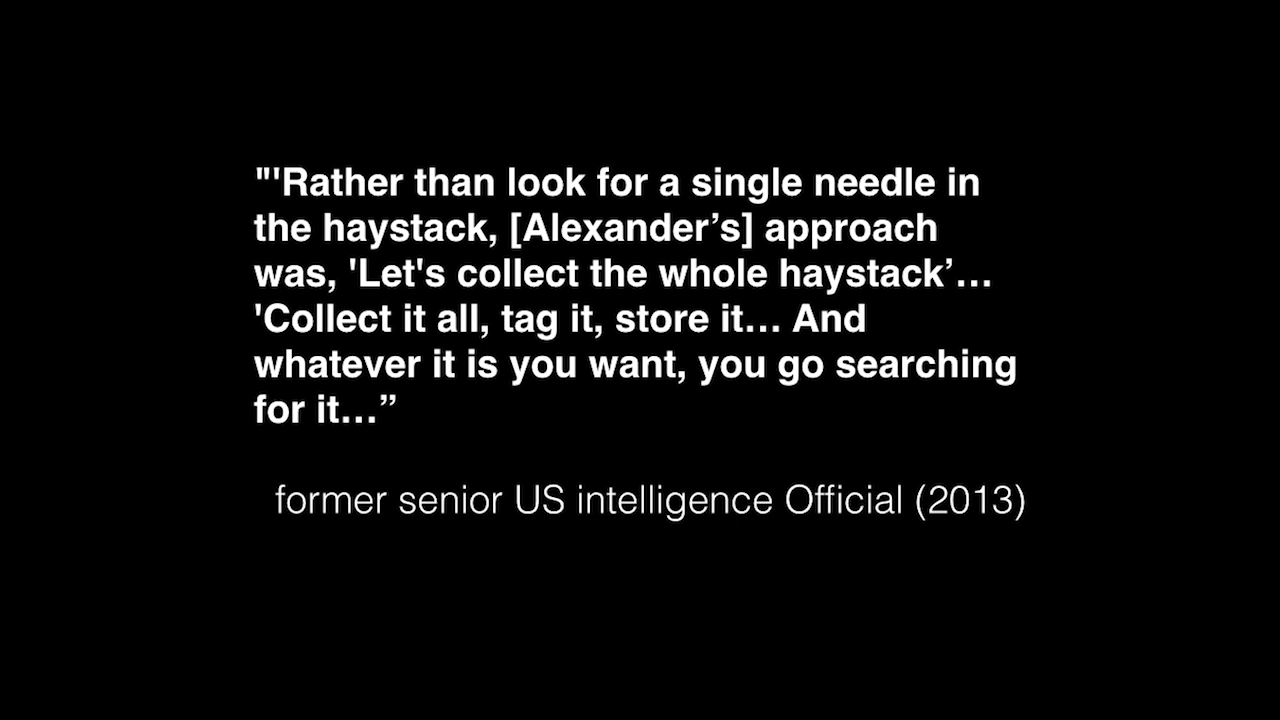 "'Rather than look for a single needle in
the haystack, [Alexander’s] approach
was, 'Let's collect the whole haystack’...
'Collect it all, tag it, store it... And
whatever it is you want, you go searching
for it...”
former senior US intelligence Official (2013)